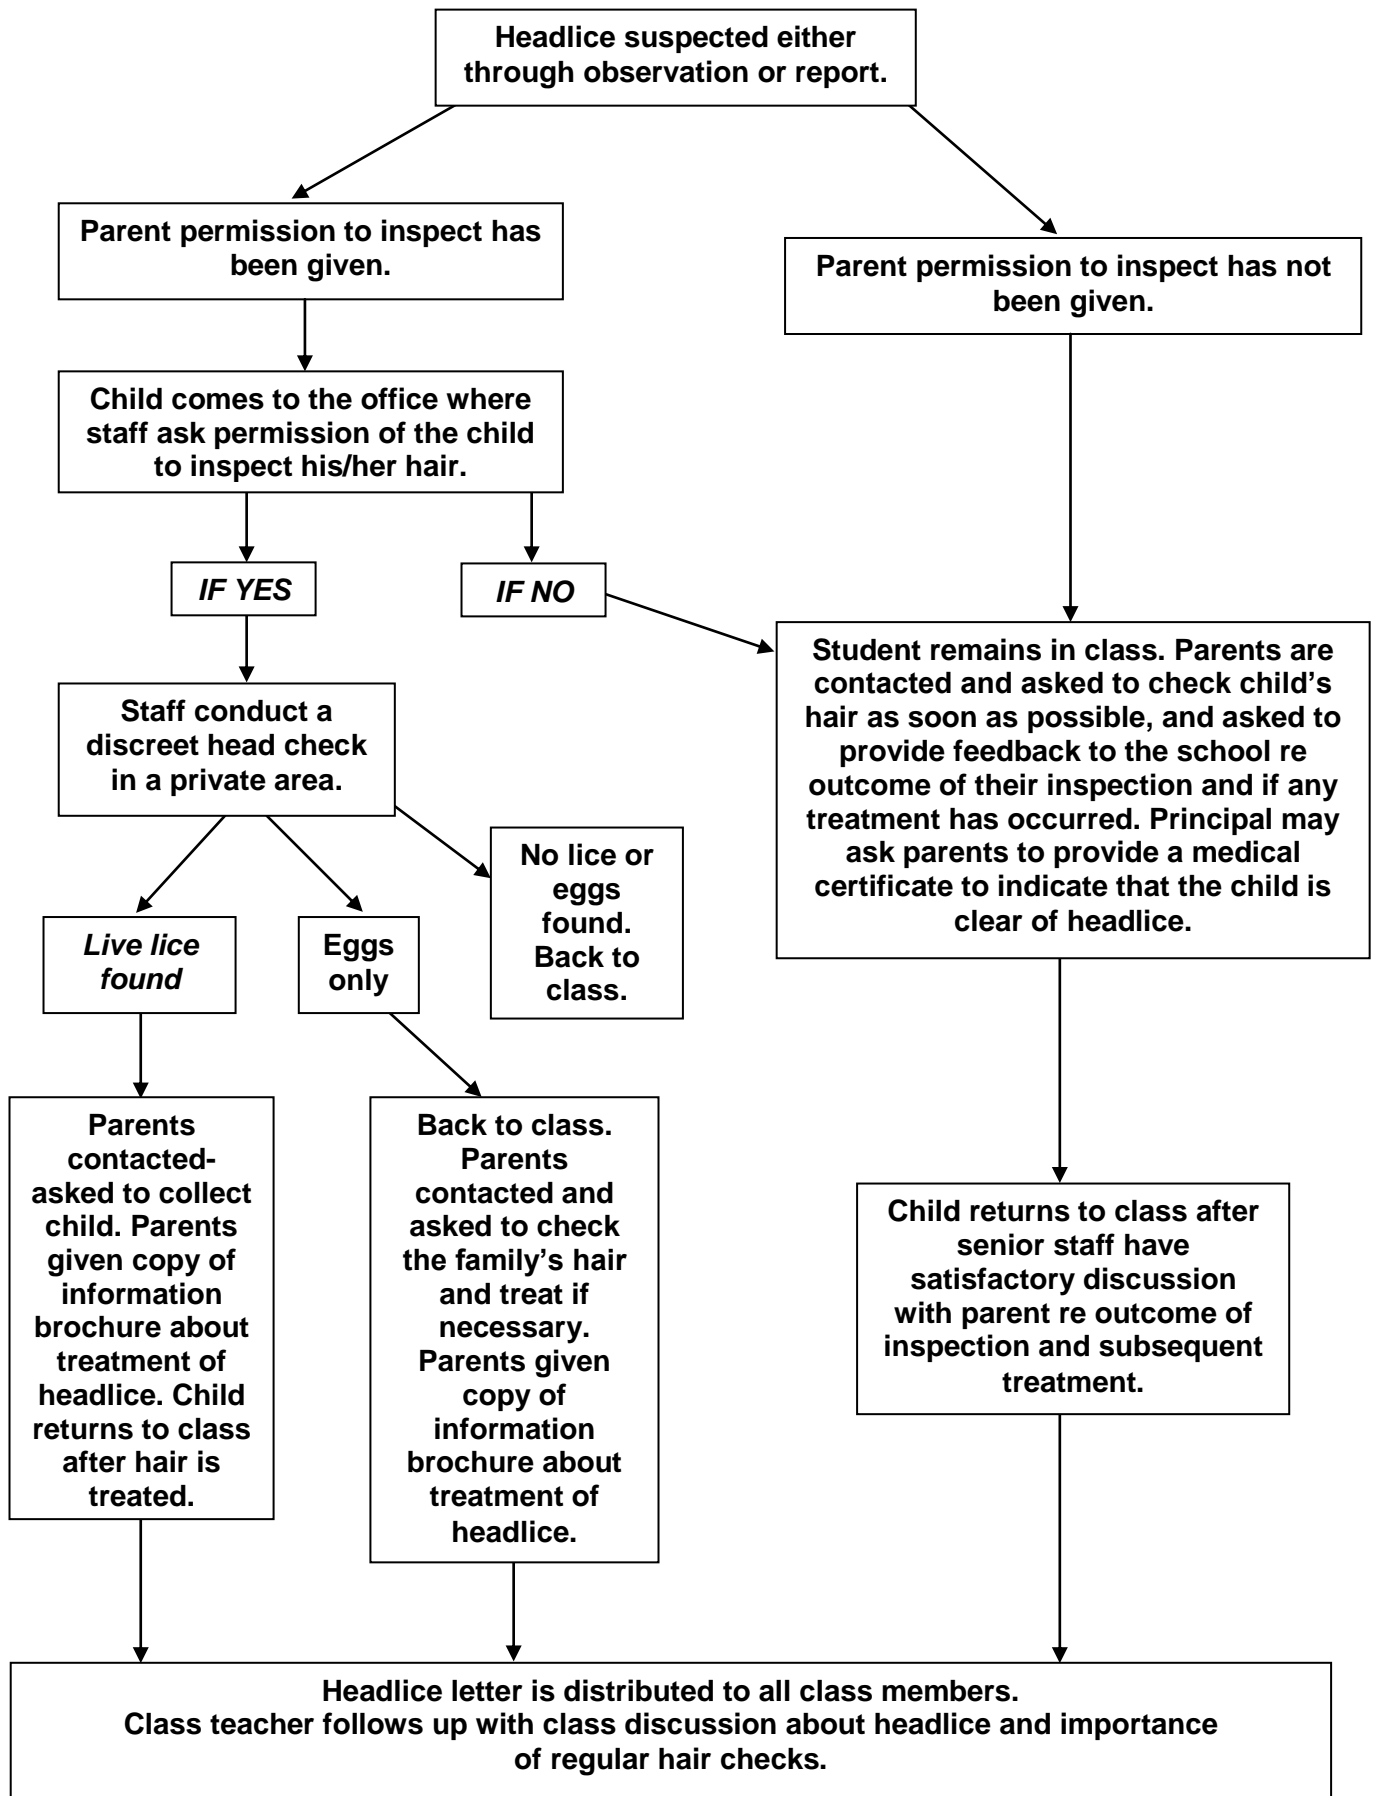 Headlice suspected either
through observation or report.
Parent permission to inspect has
been given.
Parent permission to inspect has not
been given.
Child comes to the office where
staff ask permission of the child
to inspect his/her hair.
IF YES
IF NO
Student remains in class. Parents are
contacted and asked to check child’s
hair as soon as possible, and asked to
provide feedback to the school re
outcome of their inspection and if any
treatment has occurred. Principal may
ask parents to provide a medical
certificate to indicate that the child is
clear of headlice.
Staff conduct a
discreet head check
in a private area.
No lice or
eggs
found.
Back to
class.
Live lice
found
Eggs
only
Parents
contacted-
asked to collect
child. Parents
given copy of
information
brochure about
treatment of
headlice. Child
returns to class
after hair is
treated.
Back to class.
Parents
contacted and
asked to check
the family’s hair
and treat if
necessary.
Parents given
copy of
information
brochure about
treatment of
headlice.
Child returns to class after
senior staff have
satisfactory discussion
with parent re outcome of
inspection and subsequent
treatment.
Headlice letter is distributed to all class members.
Class teacher follows up with class discussion about headlice and importance
of regular hair checks.